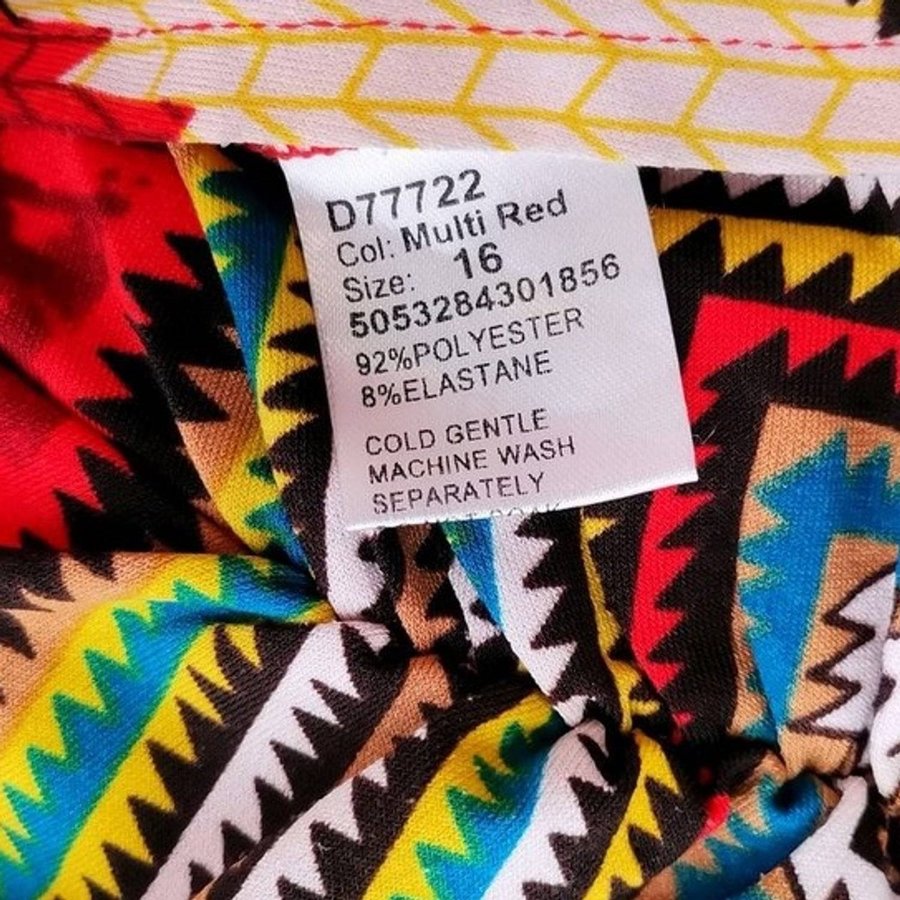 D77722
Col: Multi Red
Size: 16
5053284301856
92%POLYESTER
8%ELASTANE
COLD GENTLE
MACHINE WASH
SEPARATELY